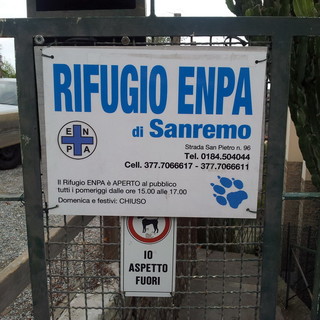 RIFUGIO ENPA
di Sanremo
E N
P A
Strada San Pietro n. 96
Tel. 0184.504044
Cell. 377.7066617 - 377.7066611
Il Rifugio ENPA è APERTO al pubblico
tutti i pomeriggi dalle ore 15.00 alle 17.00
Domenica e festivi: CHIUSO
IO
ASPETTO
FUORI